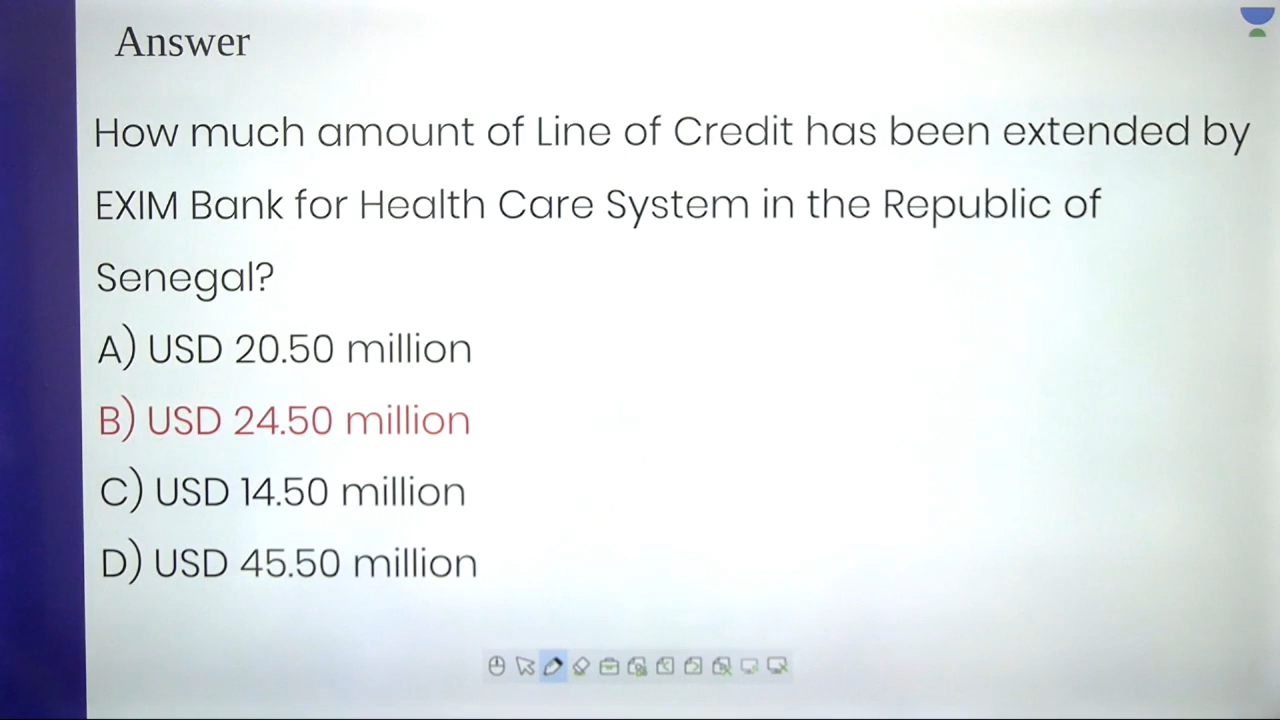 Answer
How much amount of Line of Credit has been extended by
EXIM Bank for Health Care System in the Republic of
Senegal?
A) USD 20.50 million
B) USD 24.50 million
C) USD 14.50 million
D) USD 45.50 million